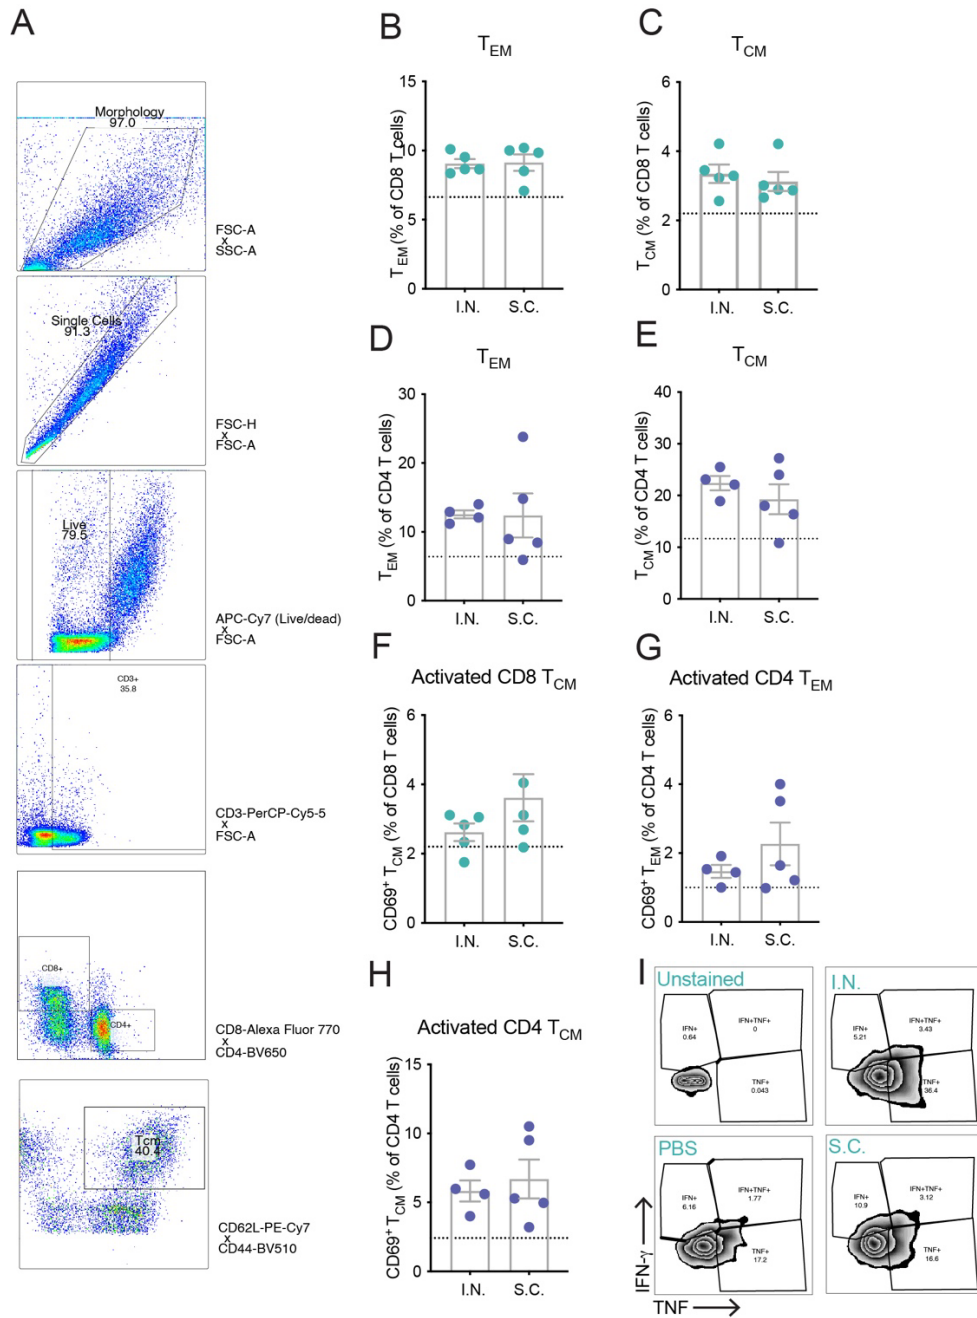 A
Morphology
97.0
FSC-A
x
SSC-A
Single Cells
91.3
FSC-H
x
FSC-A
Live
79.5
APC-Cy7 (Live/dead)
x
FSC-A
CD3+
35.8
CD3-PerCP-Cy5-5
x
FSC-A
CD8+
CD4+
CD8-Alexa Fluor 770
x
CD4-BV650
Tcm
40.4
CD62L-PE-Cy7
x
CD44-BV510
B
TEM
TEM (% of CD8 T cells)
15
10
5
0
I.N. S.C.
C
TCM
TCM (% of CD8 T cells)
6
4
2
0
I.N. S.C.
D
TEM
TEM (% of CD4 T cells)
30
20
10
0
I.N. S.C.
E
TCM
TCM (% of CD4 T cells)
40
30
20
10
0
I.N. S.C.
F
Activated CD8 TCM
CD69+ TCM (% of CD8 T cells)
6
4
2
0
I.N. S.C.
G
Activated CD4 TEM
CD69+ TEM (% of CD4 T cells)
6
4
2
0
I.N. S.C.
H
Activated CD4 TCM
CD69+ TCM (% of CD4 T cells)
15
10
5
0
I.N. S.C.
I
Unstained
IFN+
0.64
IFN+TNF+
0
TNF+
0.043
I.N.
IFN+
5.21
IFN+TNF+
3.43
TNF+
36.4
PBS
IFN+
6.16
IFN+TNF+
1.77
TNF+
17.2
S.C.
IFN+
10.9
IFN+TNF+
3.12
TNF+
16.6
IFN-γ
TNF